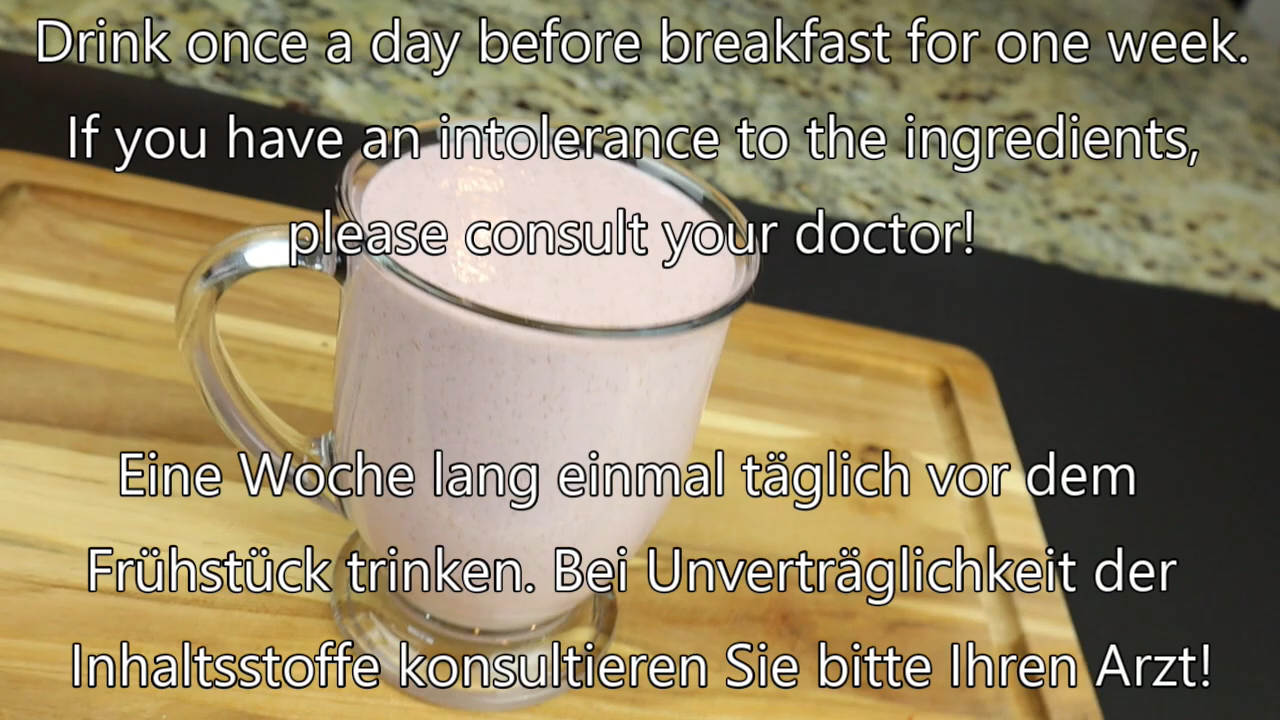 Drink once a day before breakfast for one week.
If you have an intolerance to the ingredients,
please consult your doctor!
Eine Woche lang einmal täglich vor dem
Frühstück trinken. Bei Unverträglichkeit der
Inhaltsstoffe konsultieren Sie bitte Ihren Arzt!